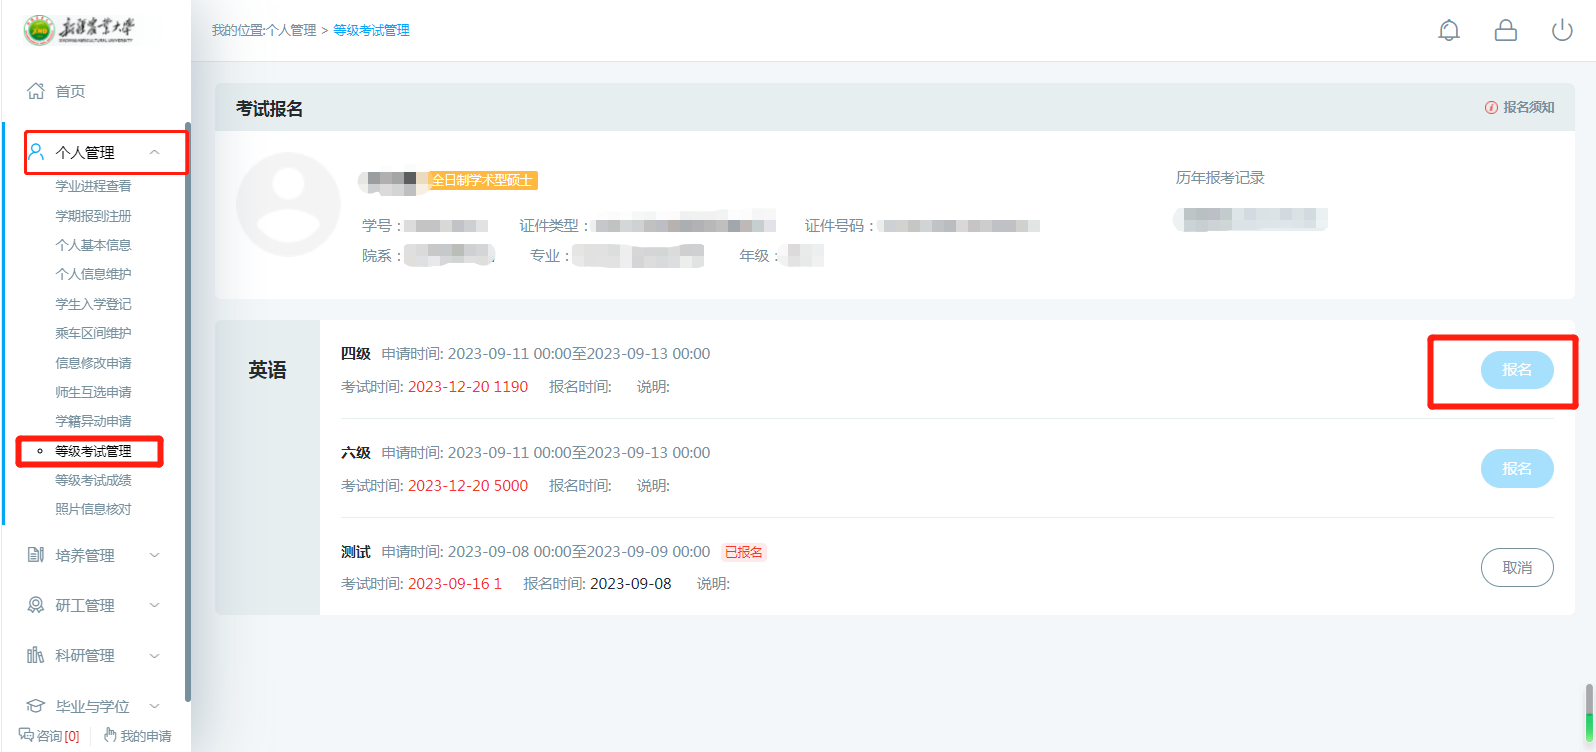 新疆农业大学
我的位置:个人管理 > 等级考试管理
首页
个人管理
学业进程查看
学期报到注册
个人基本信息
个人信息维护
学生入学登记
乘车区间维护
信息修改申请
师生互选申请
学籍异动申请
等级考试管理
等级考试成绩
照片信息核对
培养管理
研工管理
科研管理
毕业与学位
咨询[0] 我的申请
考试报名 报名须知
全日制学术型硕士 历年报考记录
学号： 证件类型： 证件号码：
院系： 专业： 年级：
英语
四级 申请时间: 2023-09-11 00:00至2023-09-13 00:00
考试时间: 2023-12-20 1190 报名时间: 说明:
报名
六级 申请时间: 2023-09-11 00:00至2023-09-13 00:00
考试时间: 2023-12-20 5000 报名时间: 说明:
报名
测试 申请时间: 2023-09-08 00:00至2023-09-09 00:00 已报名
考试时间: 2023-09-16 1 报名时间: 2023-09-08 说明:
取消